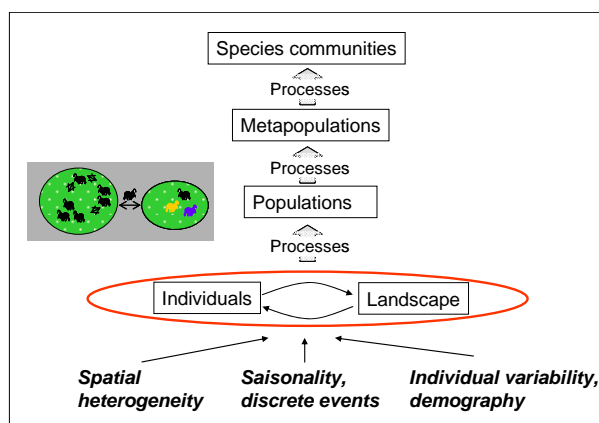 Species communities
Processes
Metapopulations
Processes
Populations
Processes
Individuals
Landscape
Spatial
heterogeneity
Saisonality,
discrete events
Individual variability,
demography